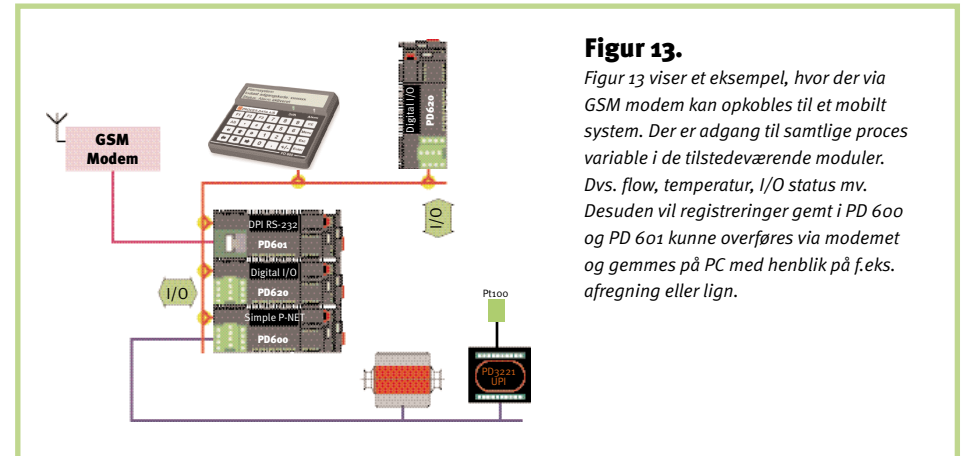 Figur 13.
Figur 13 viser et eksempel, hvor der via
GSM modem kan opkobles til et mobilt
system. Der er adgang til samtlige proces
variable i de tilstedeværende moduler.
Dvs. flow, temperatur, I/O status mv.
Desuden vil registreringer gemt i PD 600
og PD 601 kunne overføres via modemet
og gemmes på PC med henblik på f.eks.
afregning eller lign.
GSM
Modem
Digital I/O
PD620
I/O
DPI RS-232
PD601
Digital I/O
PD620
I/O
Simple P-NET
PD600
Pt100
PD3221
UPI